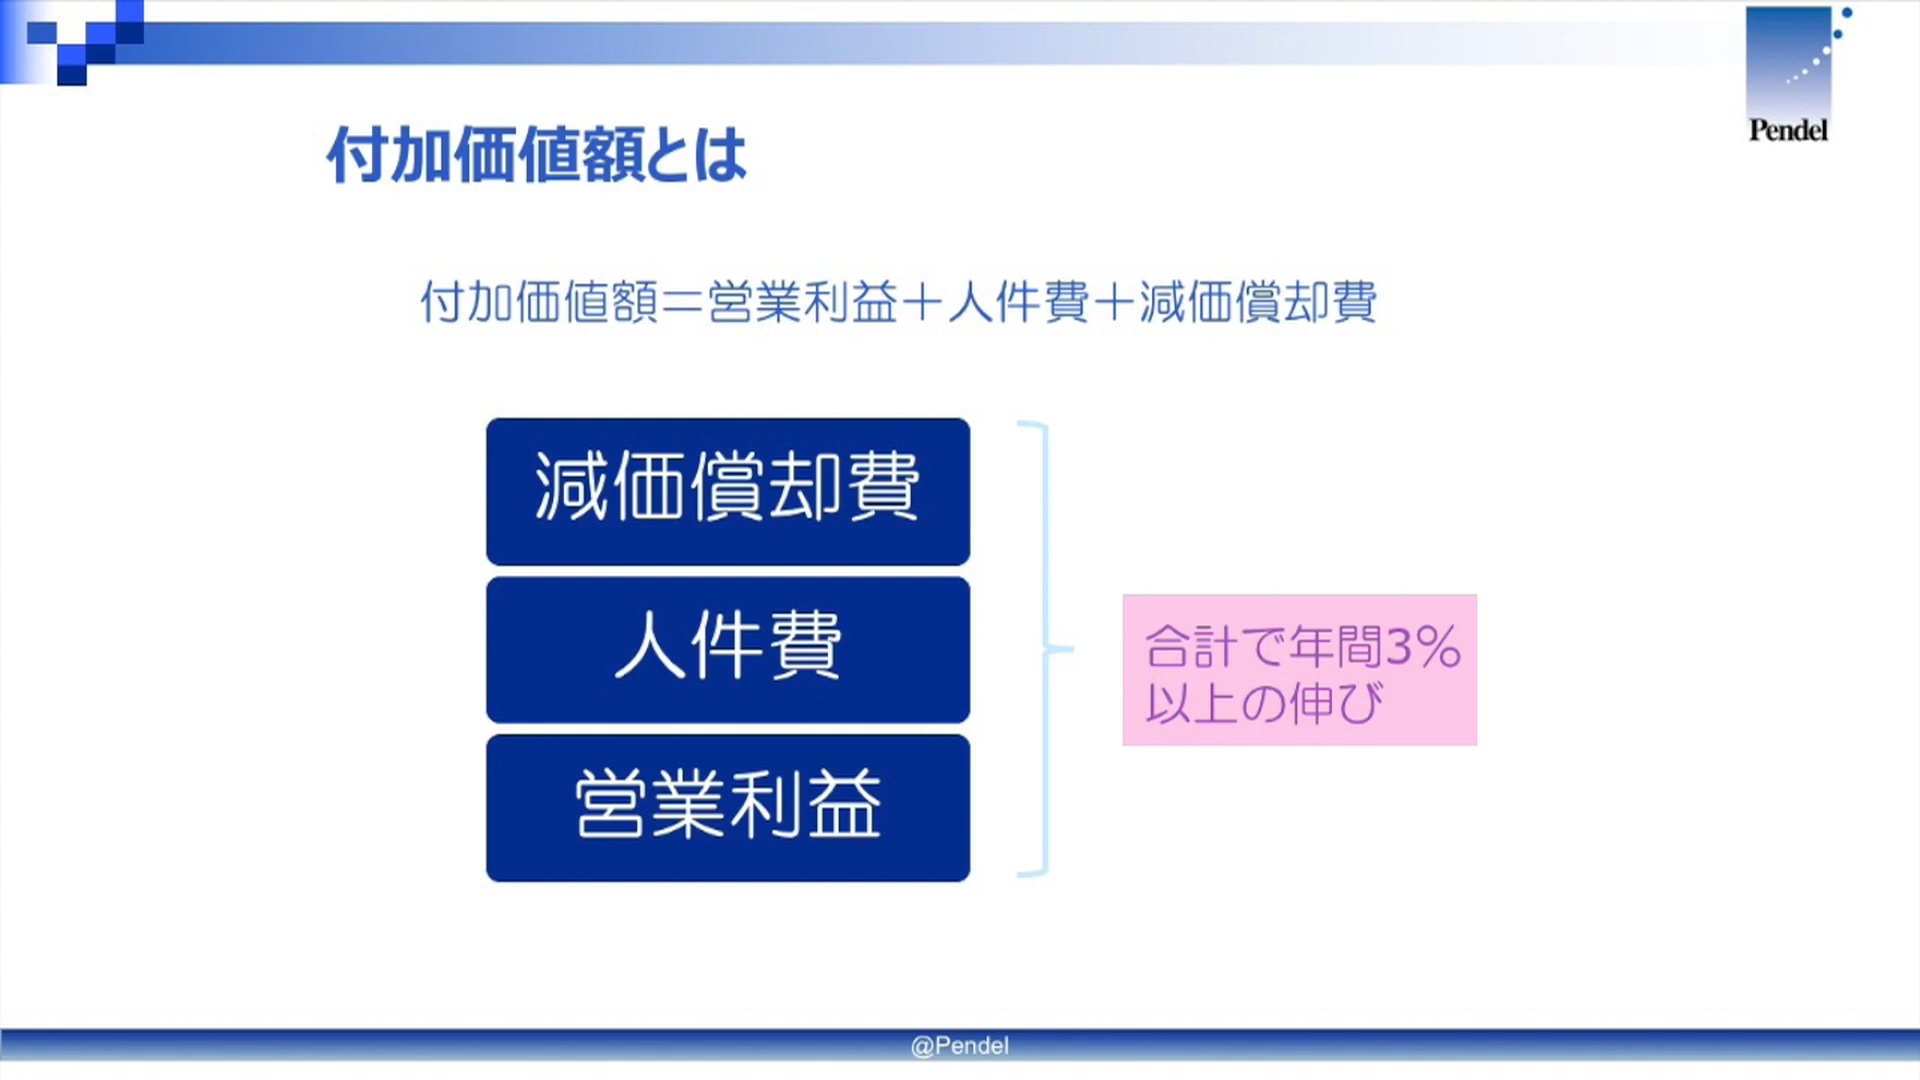 Pendel
付加価値額とは
付加価値額＝営業利益＋人件費＋減価償却費
減価償却費
人件費
営業利益
合計で年間3％
以上の伸び
@Pendel